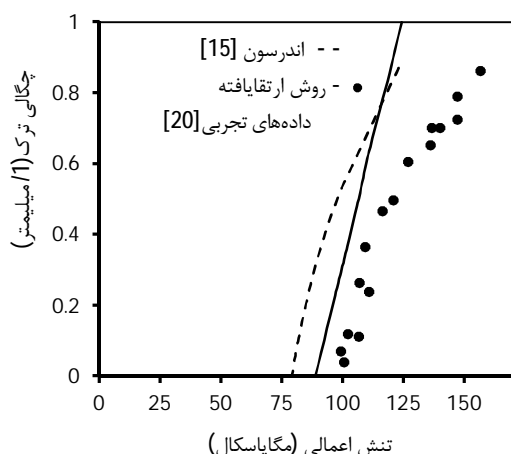 اندرسون [15]
روش ارتقایافته -
داده‌های تجربی[20]
چگالی ترک(1/میلیمتر)
1
0.8
0.6
0.4
0.2
0
0 25 50 75 100 125 150
تنش اعمالی (مگاپاسکال)